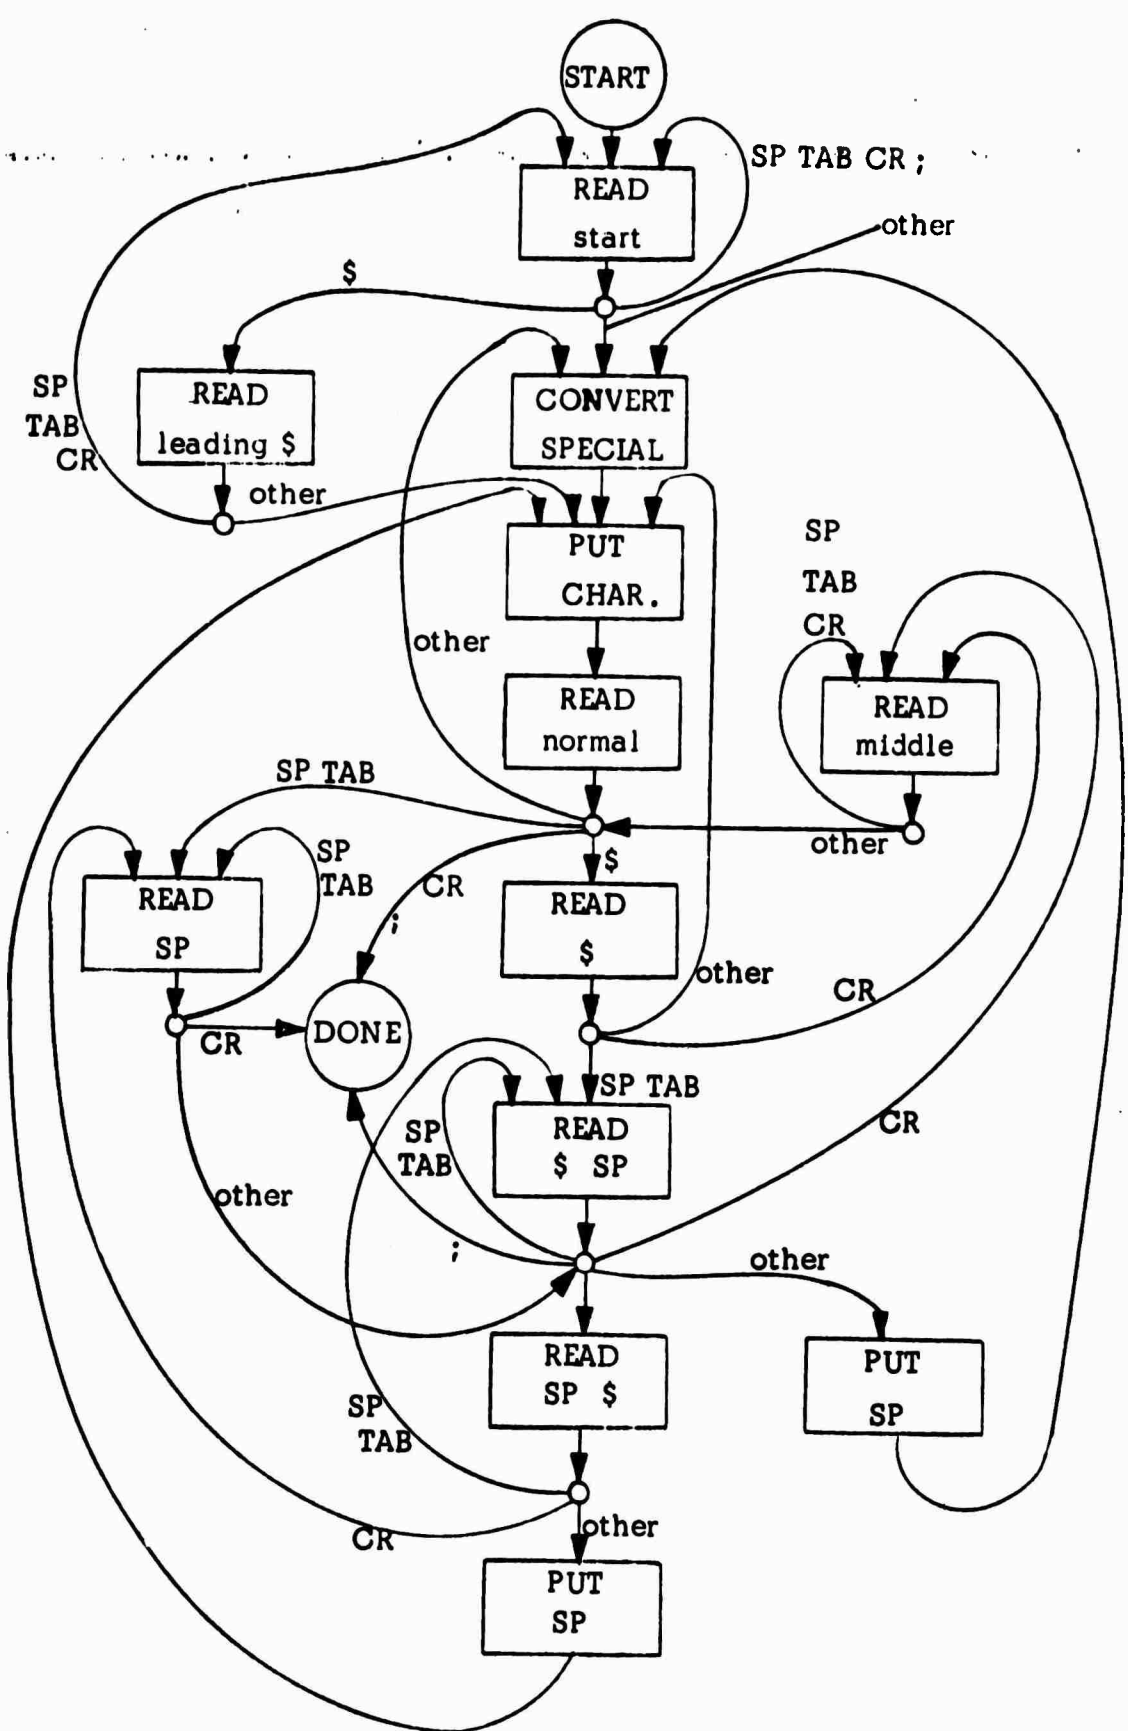 START
SP TAB CR ;
READ
start
other
$
SP
TAB
CR
READ
leading $
CONVERT
SPECIAL
other
PUT
CHAR.
SP
TAB
CR
other
READ
normal
READ
middle
SP TAB
other
$
SP
TAB
CR
;
READ
SP
READ
$
other
CR
CR
DONE
SP TAB
SP
TAB
READ
$ SP
CR
other
;
other
READ
SP $
PUT
SP
SP
TAB
CR
other
PUT
SP